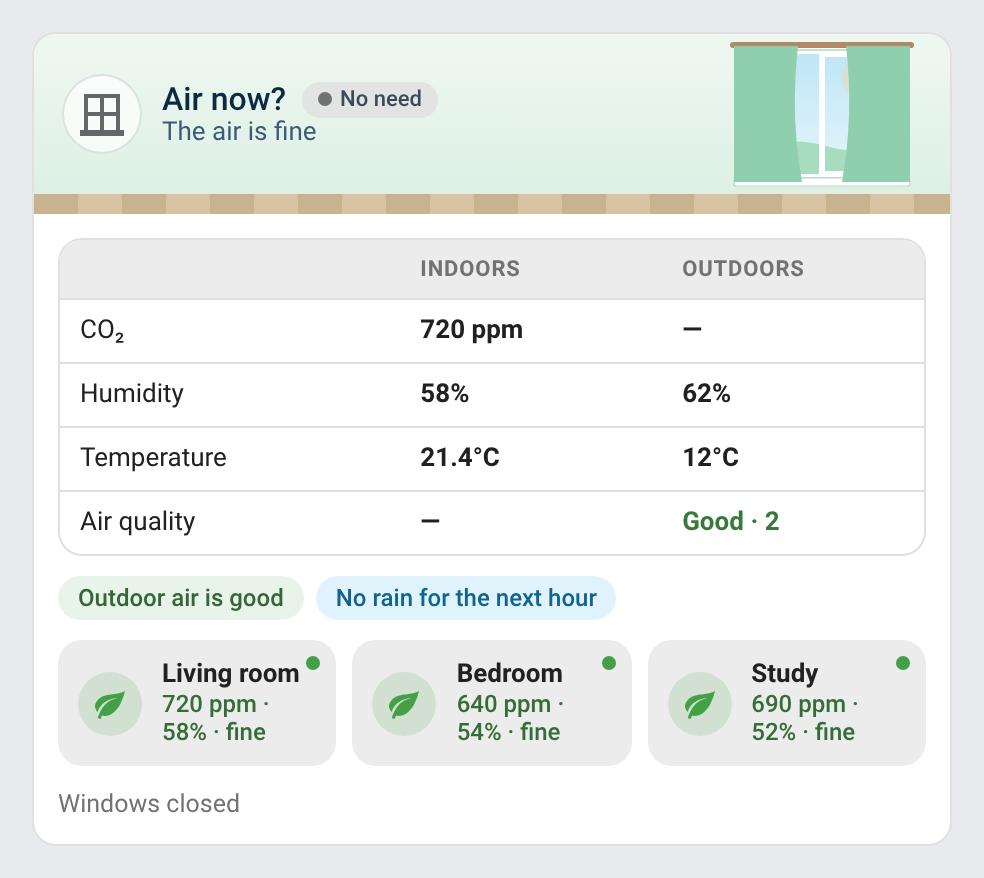 Air now? No need
The air is fine
INDOORS OUTDOORS
CO₂ 720 ppm –
Humidity 58% 62%
Temperature 21.4°C 12°C
Air quality – Good · 2
Outdoor air is good No rain for the next hour
Living room Bedroom Study
720 ppm · 640 ppm · 690 ppm ·
58% · fine 54% · fine 52% · fine
Windows closed